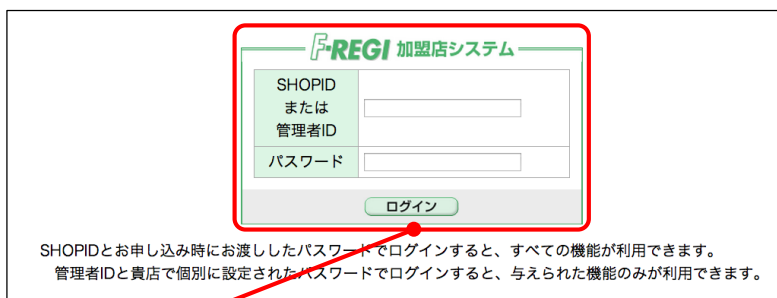 F-REGI 加盟店システム
SHOPID
または
管理者ID
パスワード
ログイン
SHOPIDとお申し込み時にお渡ししたパスワードでログインすると、すべての機能が利用できます。
管理者IDと貴店で個別に設定されたパスワードでログインすると、与えられた機能のみが利用できます。